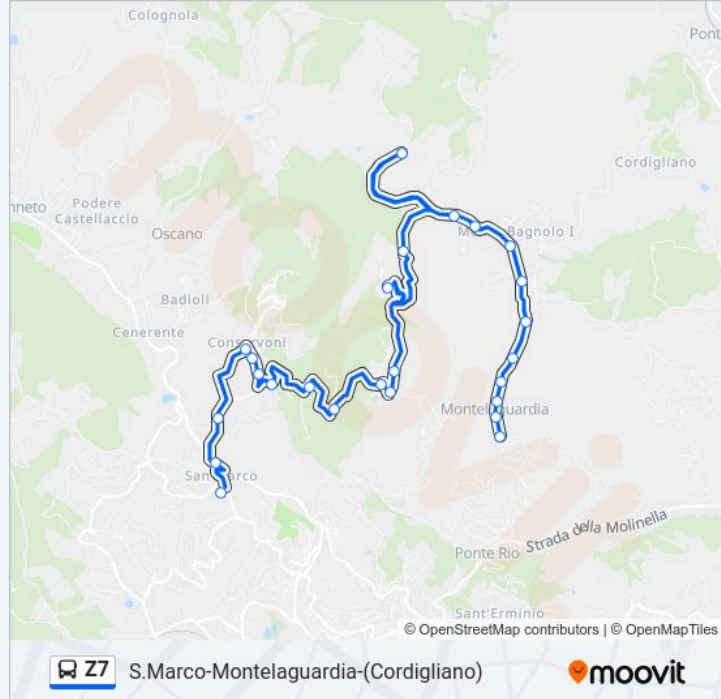 Colognola
Pont
Cordigliano
nneto
Podere
Castellaccio
Oscano
Bagnolo I
Badioli
Cenerente
Montelaguardia
San Marco
Strada della Molinella
Ponte Rio
Sant'Erminio
© OpenStreetMap contributors | © OpenMapTiles
Z7 S.Marco-Montelaguardia-(Cordigliano)
moovit